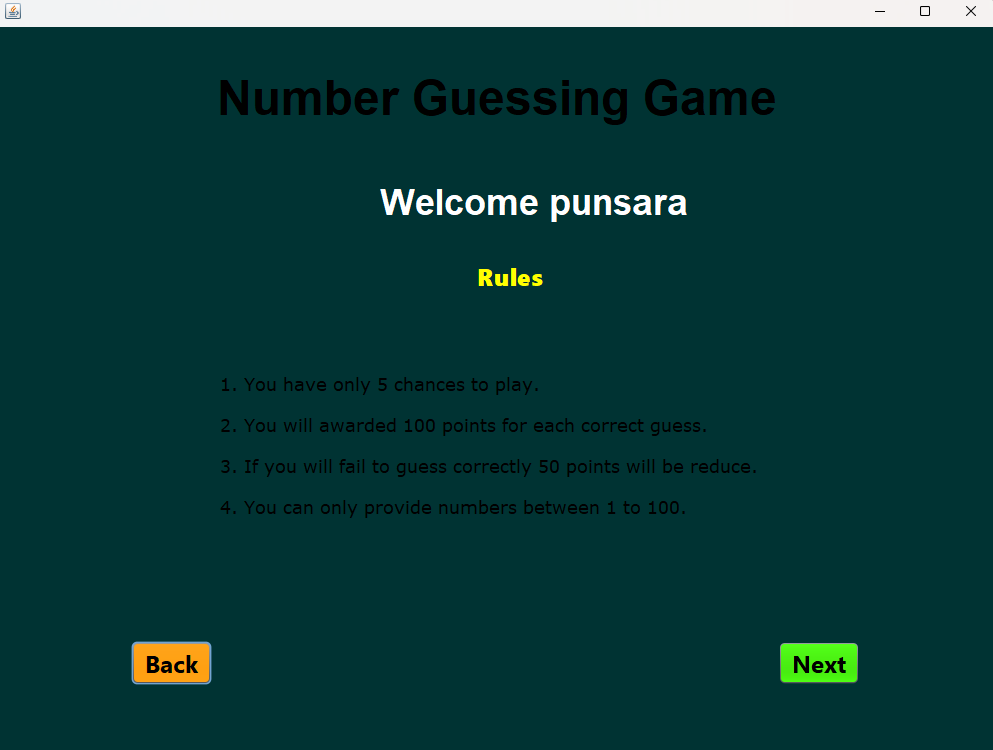 Number Guessing Game
Welcome punsara
Rules
1. You have only 5 chances to play.
2. You will awarded 100 points for each correct guess.
3. If you will fail to guess correctly 50 points will be reduce.
4. You can only provide numbers between 1 to 100.
Back
Next